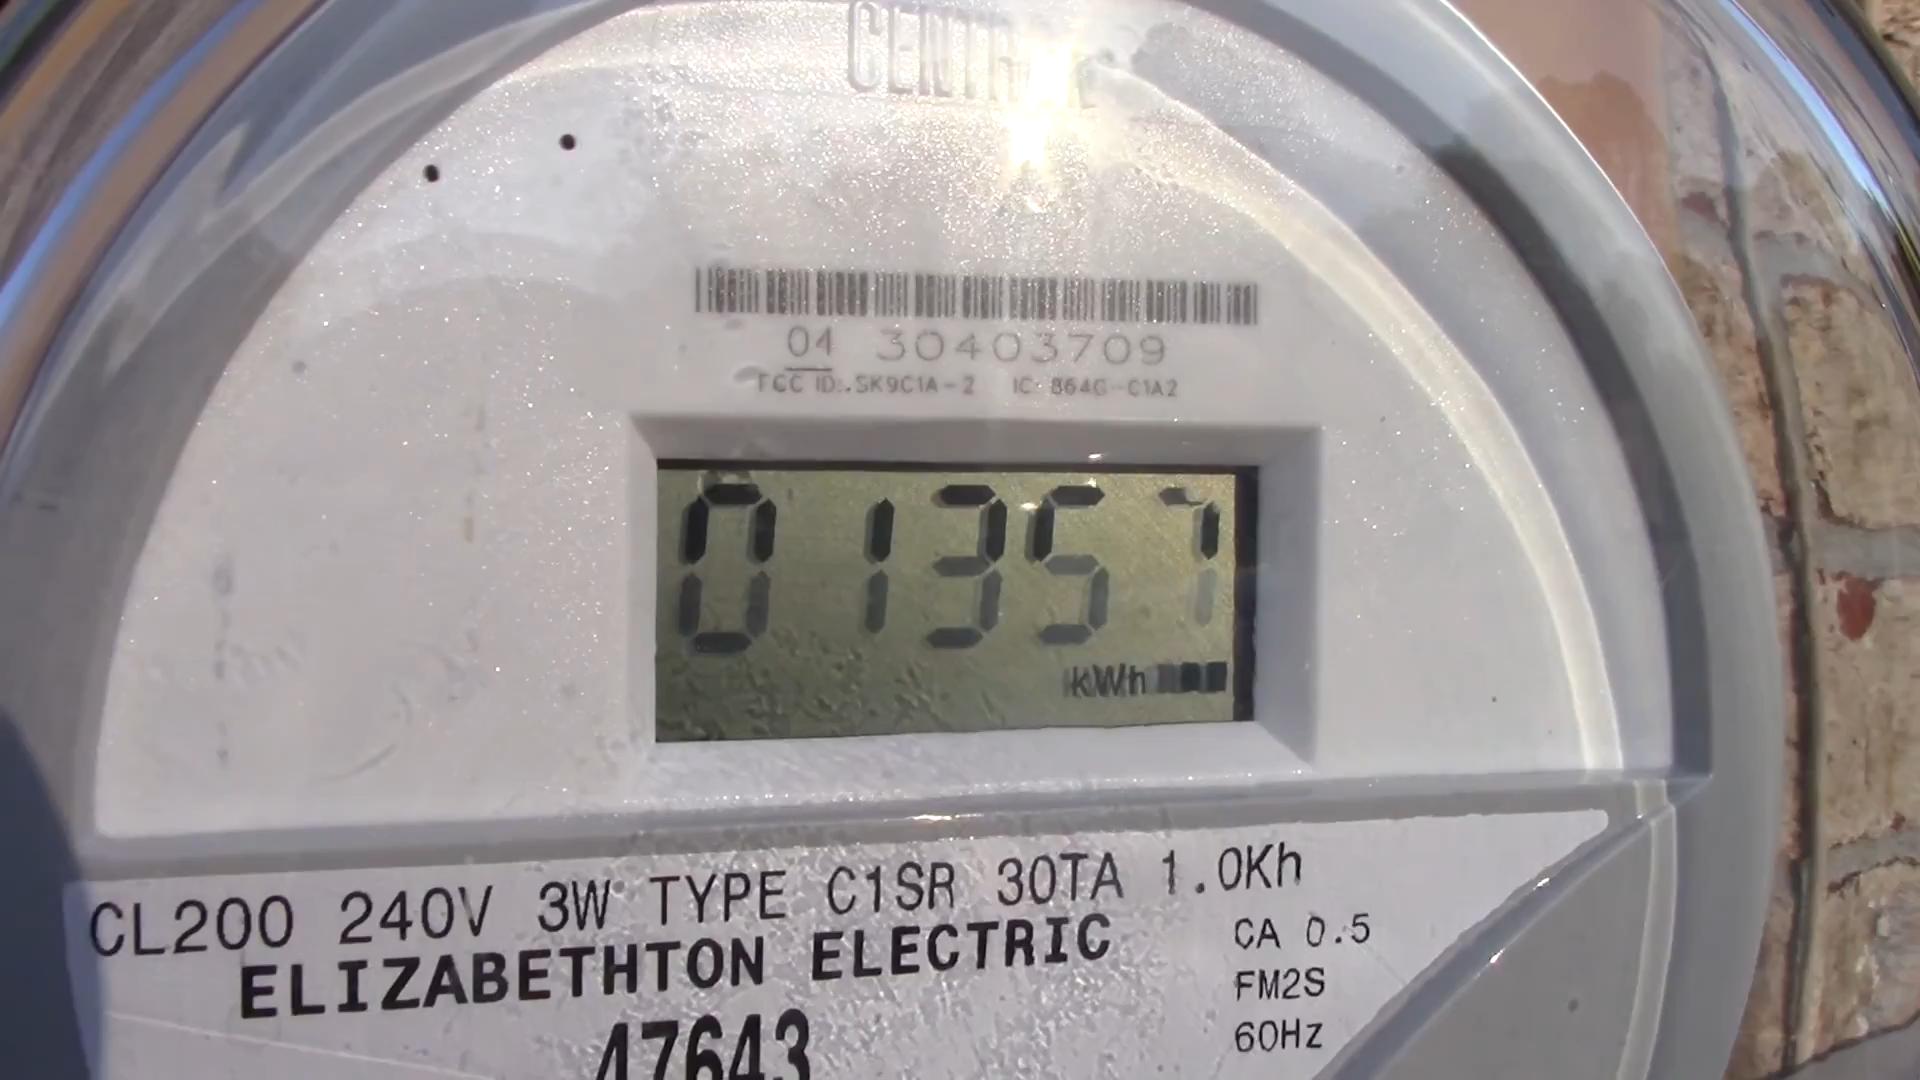 CENTRON
04 30403709
FCC ID: SK9C1A-2 IC: 864G-C1A2
01357
kWh
CL200 240V 3W TYPE C1SR 30TA 1.0Kh
ELIZABETHTON ELECTRIC
CA 0.5
FM2S
60Hz
47643